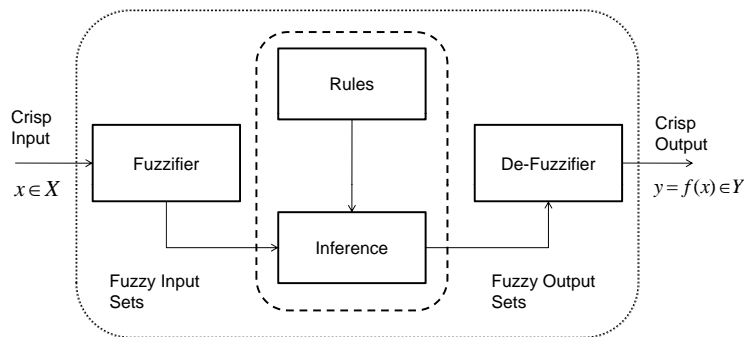 Rules
Crisp
Input
x ∈ X
Fuzzifier
De-Fuzzifier
Crisp
Output
y = f(x) ∈ Y
Inference
Fuzzy Input
Sets
Fuzzy Output
Sets